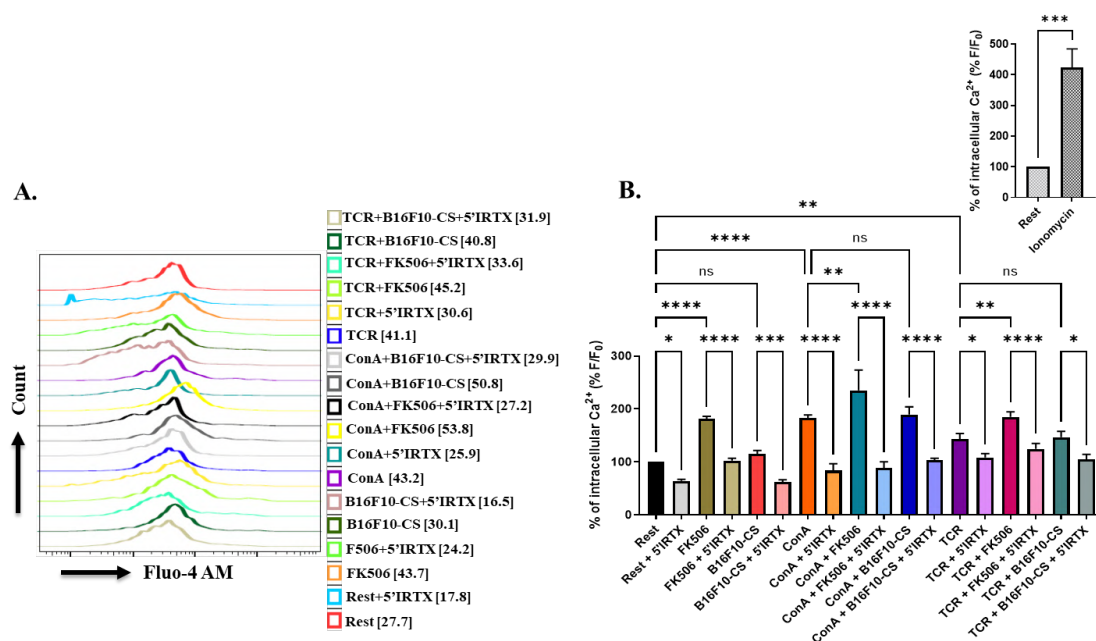 A.
Count
Fluo-4 AM
TCR+B16F10-CS+5'IRTX [31.9]
TCR+B16F10-CS [40.8]
TCR+FK506+5'IRTX [33.6]
TCR+FK506 [45.2]
TCR+5'IRTX [30.6]
TCR [41.1]
ConA+B16F10-CS+5'IRTX [29.9]
ConA+B16F10-CS [50.8]
ConA+FK506+5'IRTX [27.2]
ConA+FK506 [53.8]
ConA+5'IRTX [25.9]
ConA [43.2]
B16F10-CS+5'IRTX [16.5]
B16F10-CS [30.1]
F506+5'IRTX [24.2]
FK506 [43.7]
Rest+5'IRTX [17.8]
Rest [27.7]
B.
% of intracellular Ca²⁺ (% F/F₀)
500
400
300
200
100
0
***
Rest
Ionomycin
% of intracellular Ca²⁺ (% F/F₀)
300
200
100
0
**
**** ns
ns **
**** **** ns
**** **
* **** *** **** **** * **** *
Rest
Rest + 5'IRTX
FK506
FK506 + 5'IRTX
B16F10-CS
B16F10-CS + 5'IRTX
ConA
ConA + 5'IRTX
ConA + FK506
ConA + FK506 + 5'IRTX
ConA + B16F10-CS
ConA + B16F10-CS + 5'IRTX
TCR
TCR + 5'IRTX
TCR + FK506
TCR + FK506 + 5'IRTX
TCR + B16F10-CS
TCR + B16F10-CS + 5'IRTX